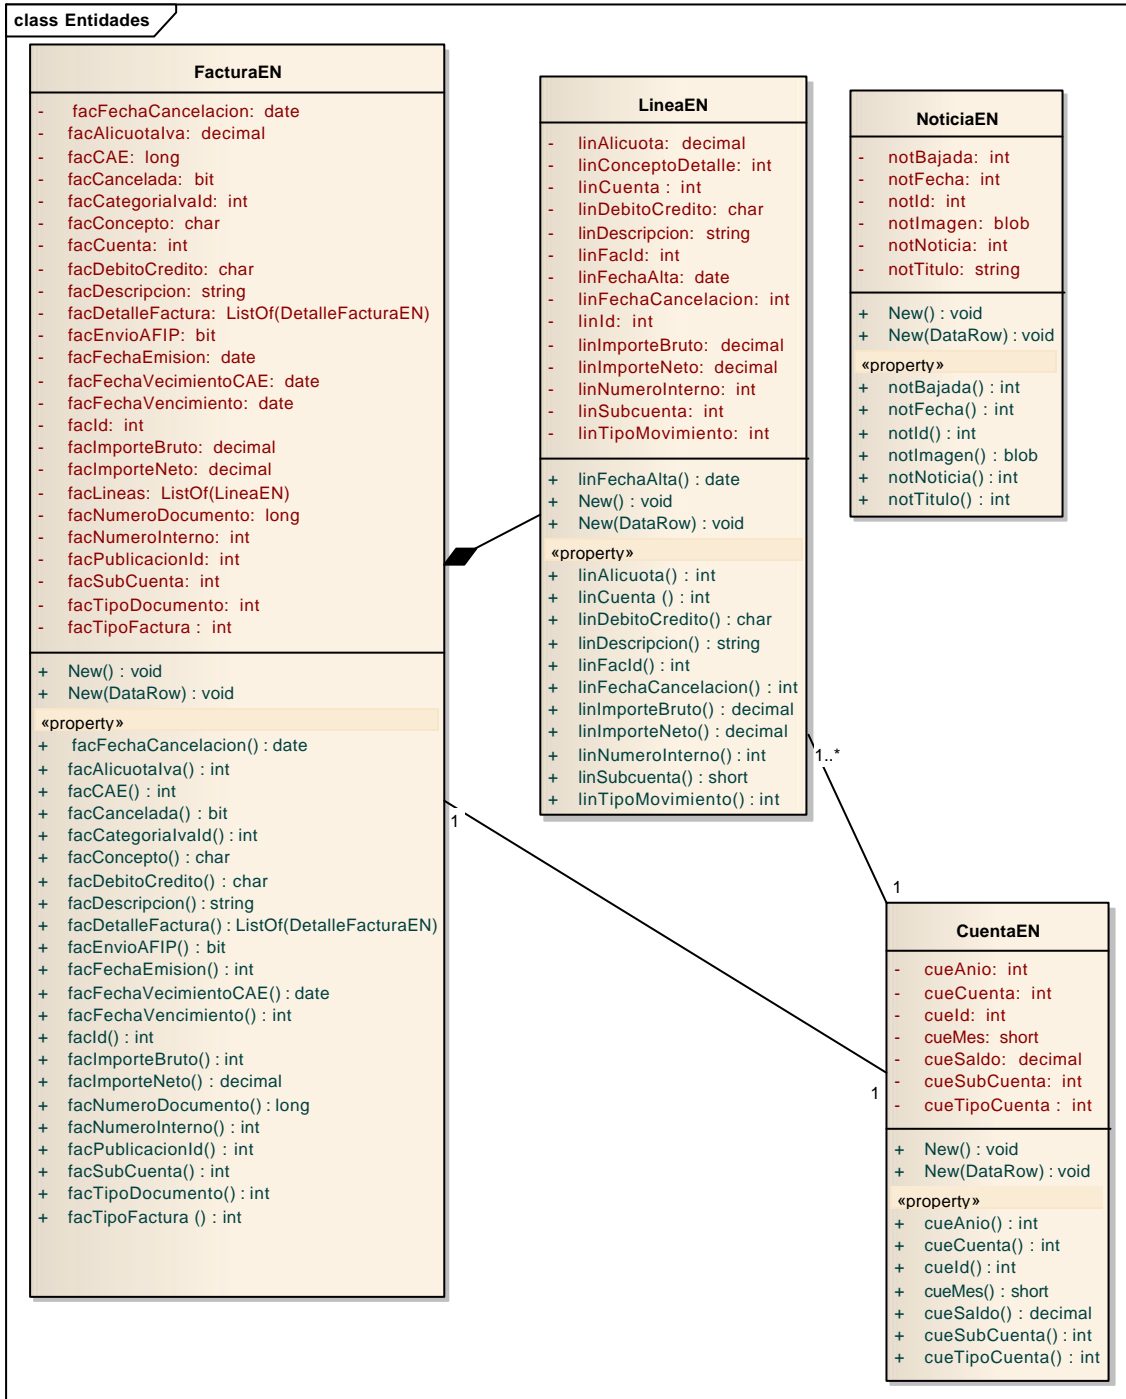 class Entidades
FacturaEN
- facFechaCancelacion: date
- facAlicuotaIva: decimal
- facCAE: long
- facCancelada: bit
- facCategoriaIvaId: int
- facConcepto: char
- facCuenta: int
- facDebitoCredito: char
- facDescripcion: string
- facDetalleFactura: ListOf(DetalleFacturaEN)
- facEnvioAFIP: bit
- facFechaEmision: date
- facFechaVecimientoCAE: date
- facFechaVencimiento: date
- facId: int
- facImporteBruto: decimal
- facImporteNeto: decimal
- facLineas: ListOf(LineaEN)
- facNumeroDocumento: long
- facNumeroInterno: int
- facPublicacionId: int
- facSubCuenta: int
- facTipoDocumento: int
- facTipoFactura : int
+ New() : void
+ New(DataRow) : void
«property»
+ facFechaCancelacion() : date
+ facAlicuotaIva() : int
+ facCAE() : int
+ facCancelada() : bit
+ facCategoriaIvaId() : int
+ facConcepto() : char
+ facDebitoCredito() : char
+ facDescripcion() : string
+ facDetalleFactura() : ListOf(DetalleFacturaEN)
+ facEnvioAFIP() : bit
+ facFechaEmision() : int
+ facFechaVecimientoCAE() : date
+ facFechaVencimiento() : int
+ facId() : int
+ facImporteBruto() : int
+ facImporteNeto() : decimal
+ facNumeroDocumento() : long
+ facNumeroInterno() : int
+ facPublicacionId() : int
+ facSubCuenta() : int
+ facTipoDocumento() : int
+ facTipoFactura () : int
LineaEN
- linAlicuota: decimal
- linConceptoDetalle: int
- linCuenta : int
- linDebitoCredito: char
- linDescripcion: string
- linFacId: int
- linFechaAlta: date
- linFechaCancelacion: int
- linId: int
- linImporteBruto: decimal
- linImporteNeto: decimal
- linNumeroInterno: int
- linSubcuenta: int
- linTipoMovimiento: int
+ linFechaAlta() : date
+ New() : void
+ New(DataRow) : void
«property»
+ linAlicuota() : int
+ linCuenta () : int
+ linDebitoCredito() : char
+ linDescripcion() : string
+ linFacId() : int
+ linFechaCancelacion() : int
+ linImporteBruto() : decimal
+ linImporteNeto() : decimal
+ linNumeroInterno() : int
+ linSubcuenta() : short
+ linTipoMovimiento() : int
NoticiaEN
- notBajada: int
- notFecha: int
- notId: int
- notImagen: blob
- notNoticia: int
- notTitulo: string
+ New() : void
+ New(DataRow) : void
«property»
+ notBajada() : int
+ notFecha() : int
+ notId() : int
+ notImagen() : blob
+ notNoticia() : int
+ notTitulo() : int
1..*
1
1
1
CuentaEN
- cueAnio: int
- cueCuenta: int
- cueId: int
- cueMes: short
- cueSaldo: decimal
- cueSubCuenta: int
- cueTipoCuenta : int
+ New() : void
+ New(DataRow) : void
«property»
+ cueAnio() : int
+ cueCuenta() : int
+ cueId() : int
+ cueMes() : short
+ cueSaldo() : decimal
+ cueSubCuenta() : int
+ cueTipoCuenta() : int